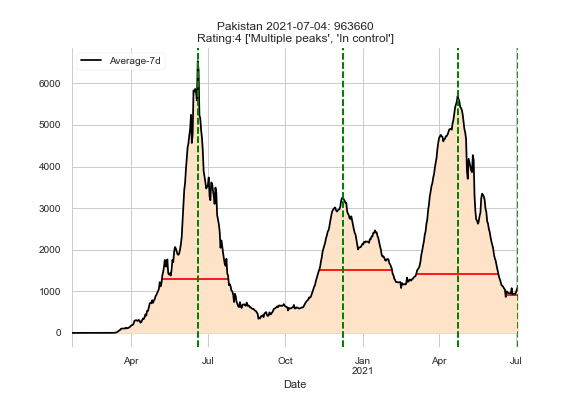 Pakistan 2021-07-04: 963660
Rating:4 ['Multiple peaks', 'In control']
Average-7d
6000
5000
4000
3000
2000
1000
0
Apr Jul Oct Jan Apr Jul
2021
Date